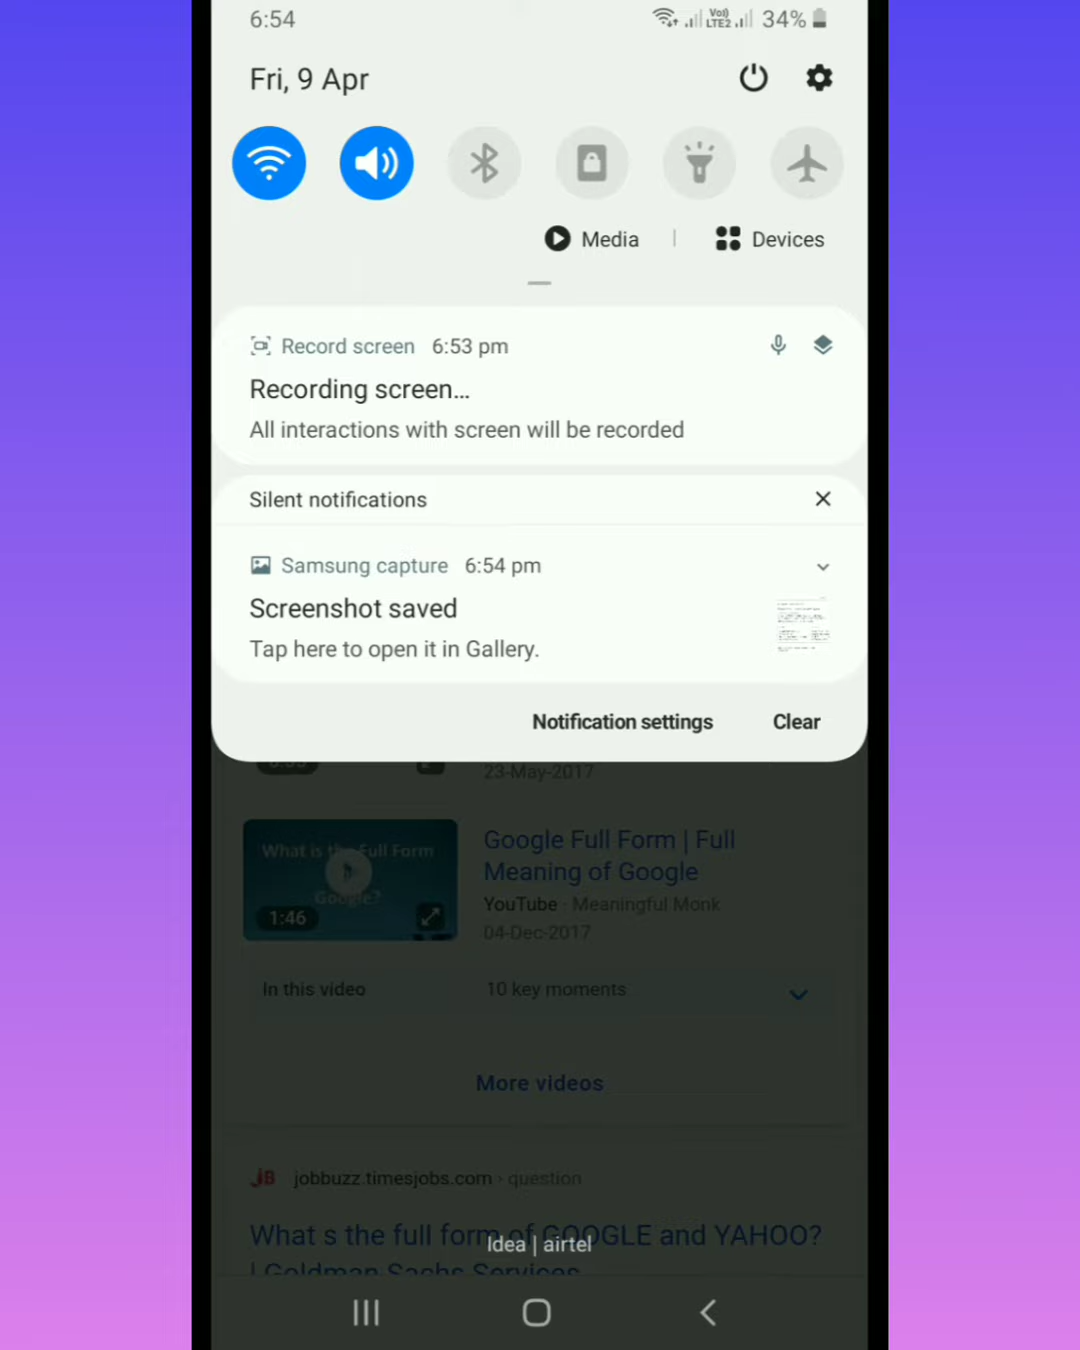 6:54
Vo) LTE2 34%
Fri, 9 Apr
Media | Devices
Record screen 6:53 pm
Recording screen...
All interactions with screen will be recorded
Silent notifications
Samsung capture 6:54 pm
Screenshot saved
Tap here to open it in Gallery.
Notification settings Clear
23-May-2017
What is the Full Form
Google?
1:46
Google Full Form | Full
Meaning of Google
YouTube · Meaningful Monk
04-Dec-2017
In this video 10 key moments
More videos
jB jobbuzz.timesjobs.com › question
What s the full form of GOOGLE and YAHOO?
Idea | airtel
| Goldman Sachs Services